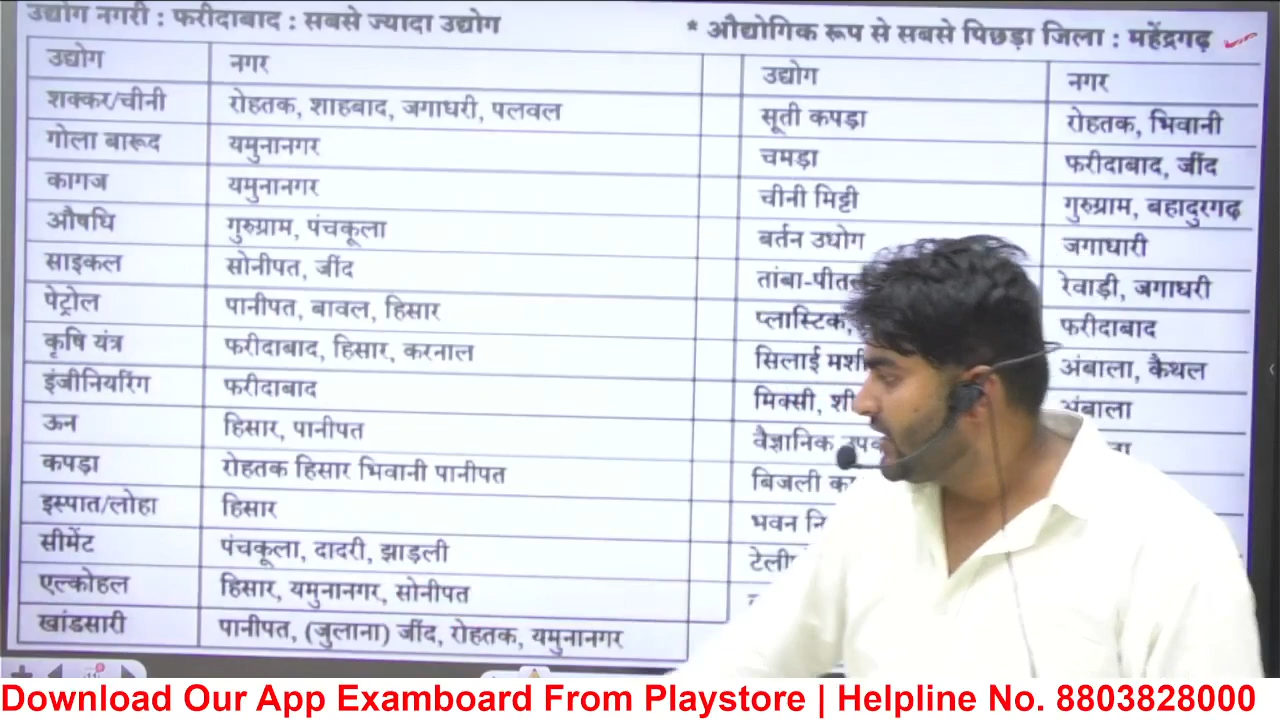 उद्योग नगरी : फरीदाबाद : सबसे ज्यादा उद्योग
* औद्योगिक रूप से सबसे पिछड़ा जिला : महेंद्रगढ़
उद्योग नगर
शक्कर/चीनी रोहतक, शाहबाद, जगाधरी, पलवल
गोला बारूद यमुनानगर
कागज यमुनानगर
औषधि गुरुग्राम, पंचकूला
साइकल सोनीपत, जींद
पेट्रोल पानीपत, बावल, हिसार
कृषि यंत्र फरीदाबाद, हिसार, करनाल
इंजीनियरिंग फरीदाबाद
ऊन हिसार, पानीपत
कपड़ा रोहतक हिसार भिवानी पानीपत
इस्पात/लोहा हिसार
सीमेंट पंचकूला, दादरी, झाड़ली
एल्कोहल हिसार, यमुनानगर, सोनीपत
खांडसारी पानीपत, (जुलाना) जींद, रोहतक, यमुनानगर
उद्योग नगर
सूती कपड़ा रोहतक, भिवानी
चमड़ा फरीदाबाद, जींद
चीनी मिट्टी गुरुग्राम, बहादुरगढ़
बर्तन उधोग जगाधारी
रेवाड़ी, जगाधरी
प्लास्टिक, फरीदाबाद
सिलाई अंबाला, कैथल
मिक्सी, अंबाला
वैज्ञानिक
बिजली
भवन
Download Our App Examboard From Playstore | Helpline No. 8803828000